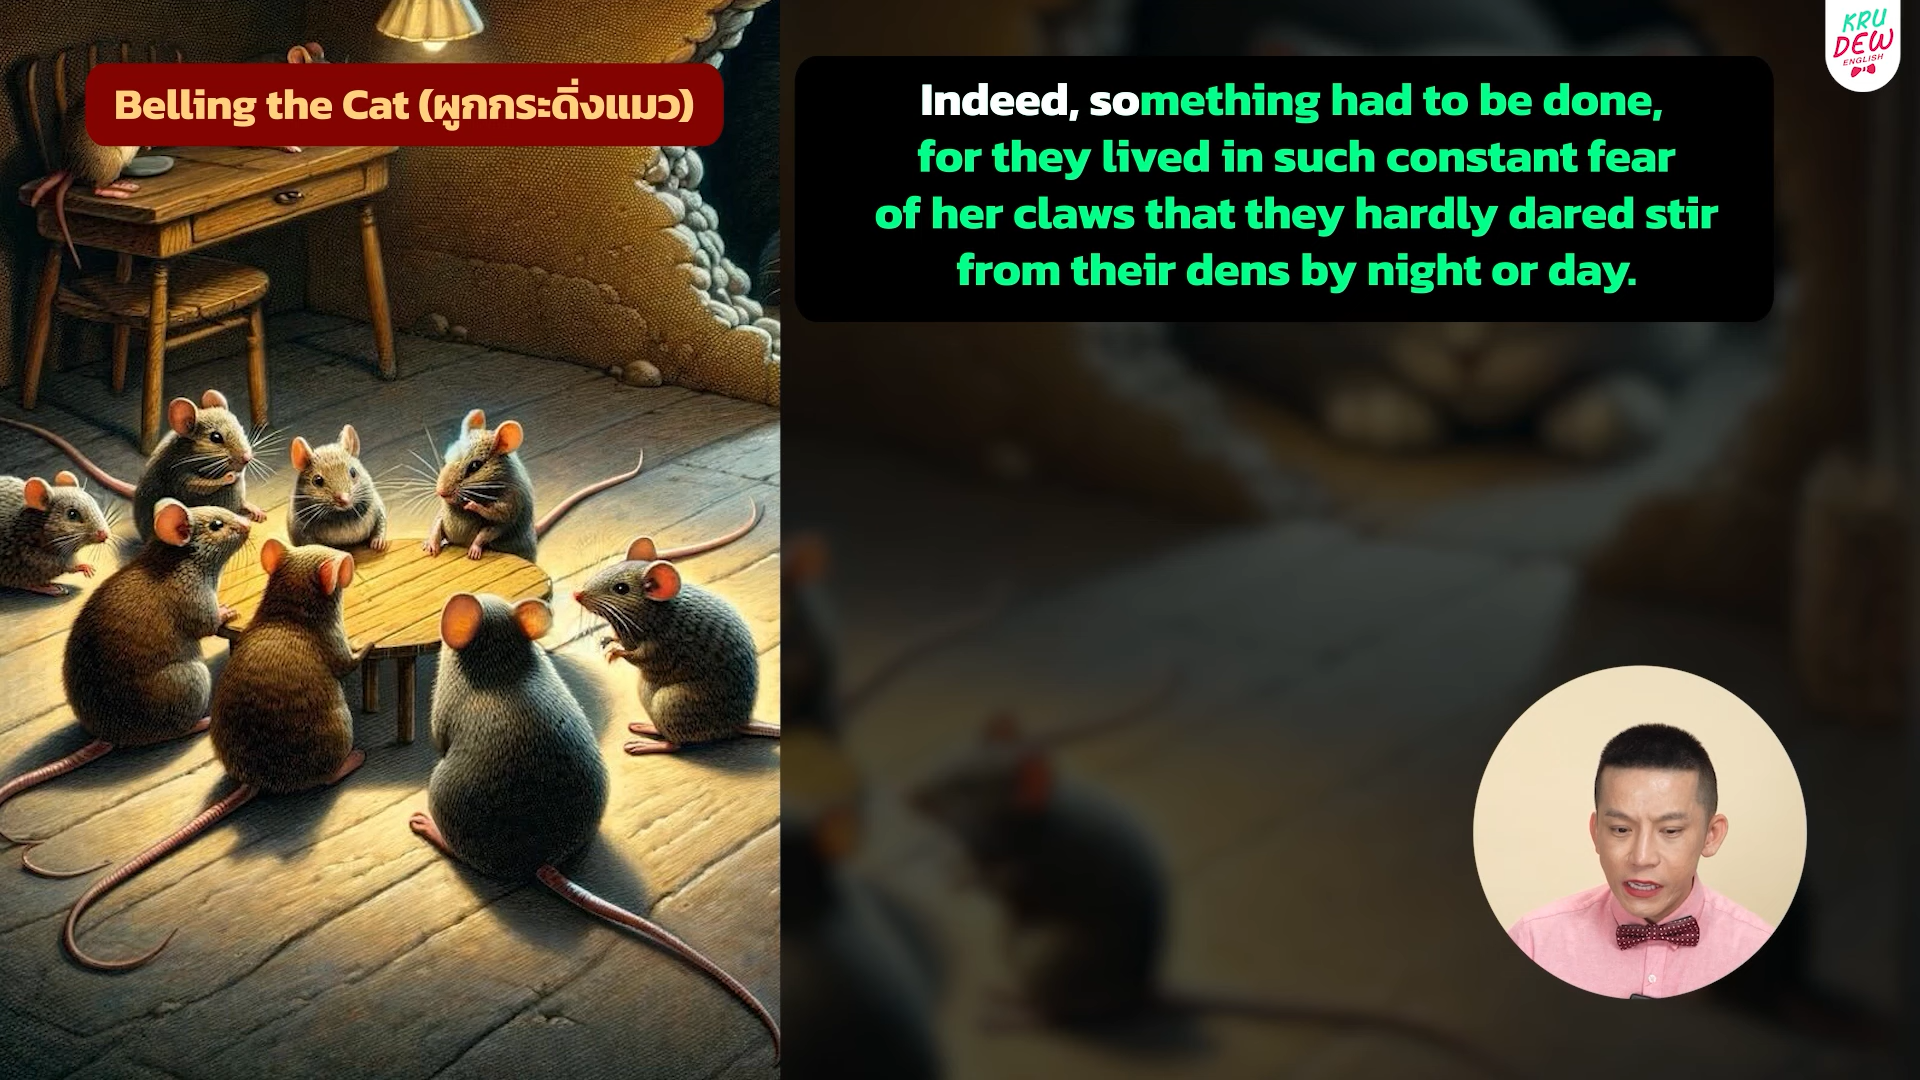 Belling the Cat (ผูกกระดิ่งแมว)
Indeed, something had to be done,
for they lived in such constant fear
of her claws that they hardly dared stir
from their dens by night or day.
KRU
DEW
ENGLISH